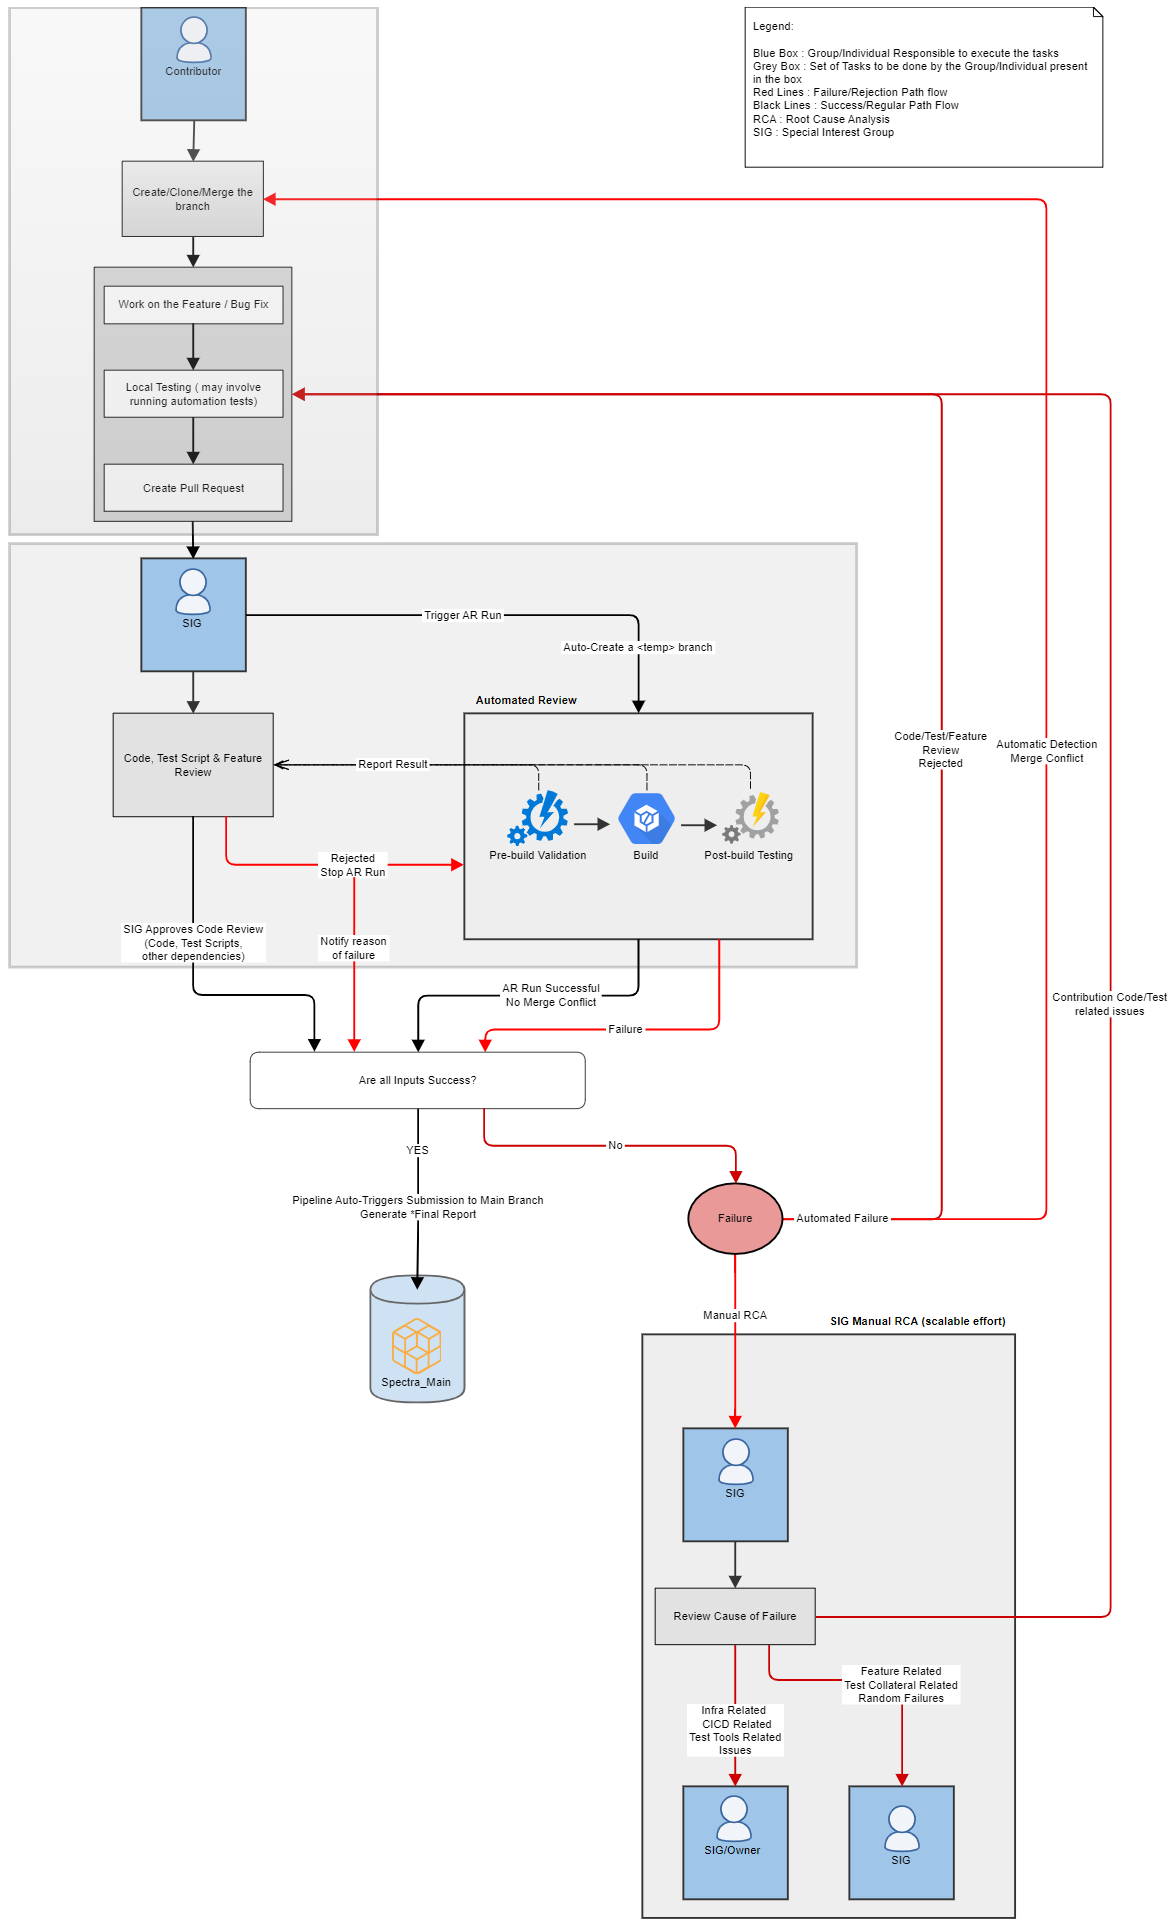 Contributor
Legend:
Blue Box : Group/Individual Responsible to execute the tasks
Grey Box : Set of Tasks to be done by the Group/Individual present
in the box
Red Lines : Failure/Rejection Path flow
Black Lines : Success/Regular Path Flow
RCA : Root Cause Analysis
SIG : Special Interest Group
Create/Clone/Merge the
branch
Work on the Feature / Bug Fix
Local Testing ( may involve
running automation tests)
Create Pull Request
SIG
Trigger AR Run
Auto-Create a <temp> branch
Automated Review
Code, Test Script & Feature
Review
Report Result
Pre-build Validation
Build
Post-build Testing
Code/Test/Feature
Review
Rejected
Automatic Detection
Merge Conflict
Rejected
Stop AR Run
SIG Approves Code Review
(Code, Test Scripts,
other dependencies)
Notify reason
of failure
AR Run Successful
No Merge Conflict
Contribution Code/Test
related issues
Failure
Are all Inputs Success?
YES
No
Pipeline Auto-Triggers Submission to Main Branch
Generate *Final Report
Failure
Automated Failure
Manual RCA
SIG Manual RCA (scalable effort)
Spectra_Main
SIG
Review Cause of Failure
Feature Related
Test Collateral Related
Random Failures
Infra Related
CICD Related
Test Tools Related
Issues
SIG/Owner
SIG